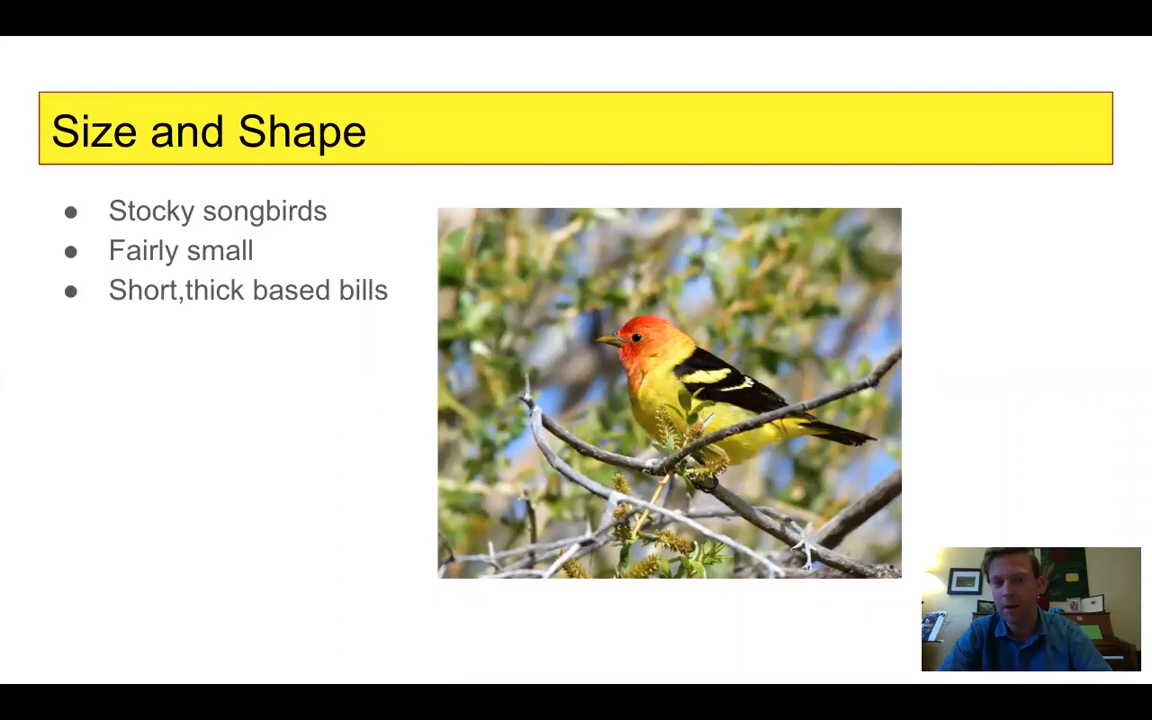 Size and Shape
● Stocky songbirds
● Fairly small
● Short,thick based bills